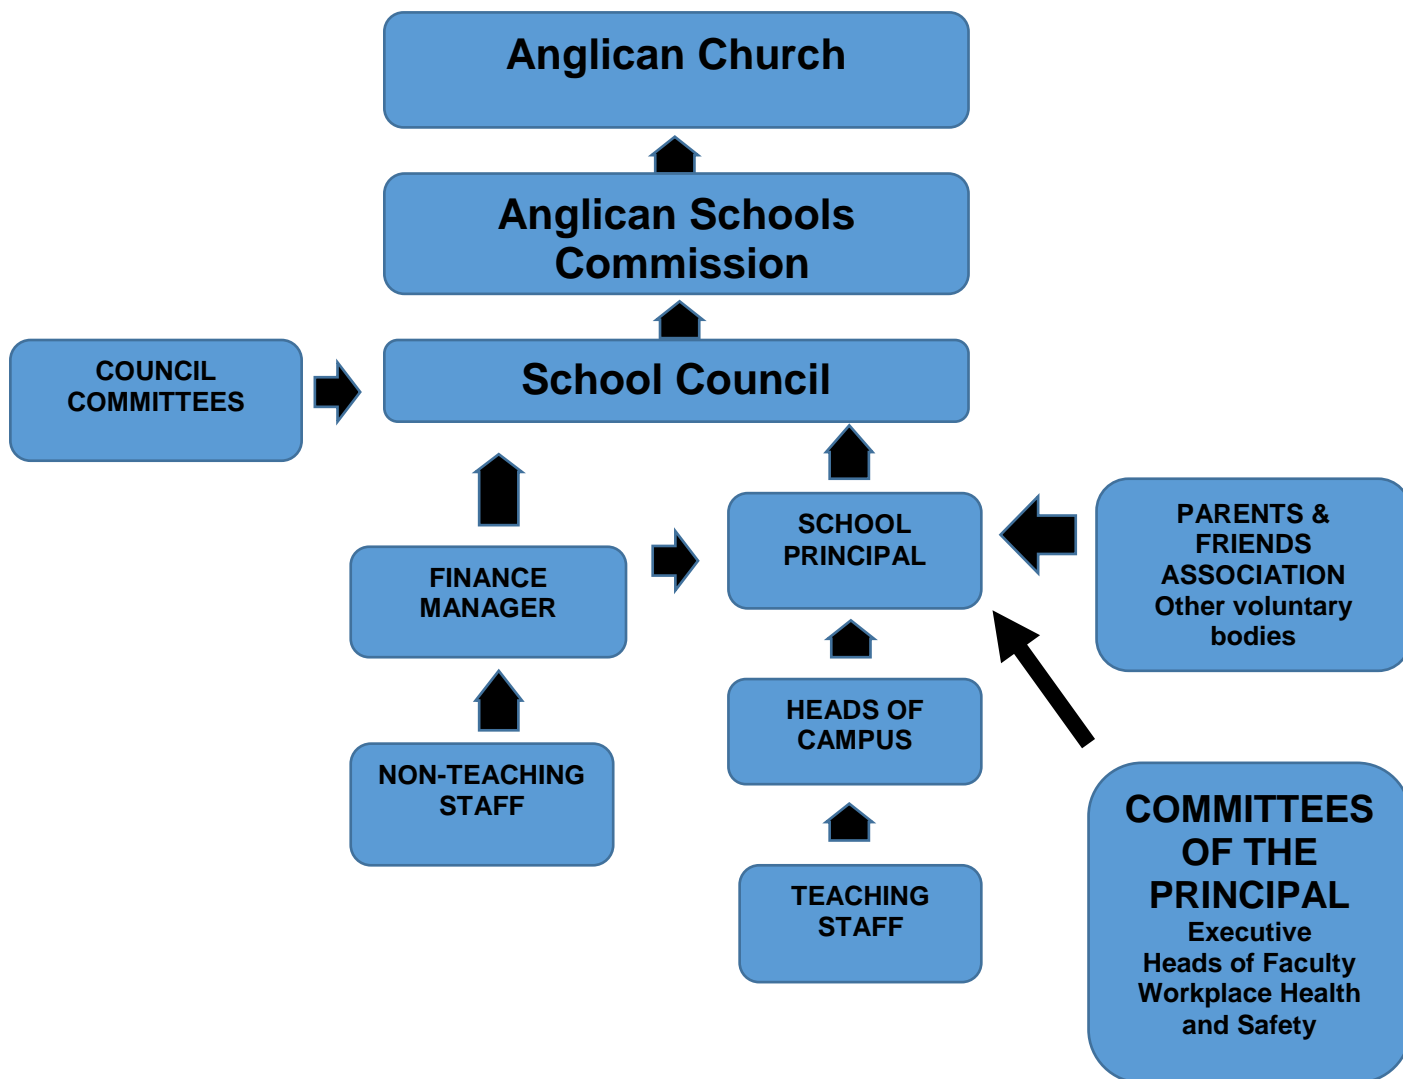 Anglican Church
Anglican Schools
Commission
COUNCIL
COMMITTEES
School Council
SCHOOL
PRINCIPAL
PARENTS &
FRIENDS
ASSOCIATION
Other voluntary
bodies
FINANCE
MANAGER
HEADS OF
CAMPUS
NON-TEACHING
STAFF
COMMITTEES
OF THE
PRINCIPAL
Executive
Heads of Faculty
Workplace Health
and Safety
TEACHING
STAFF